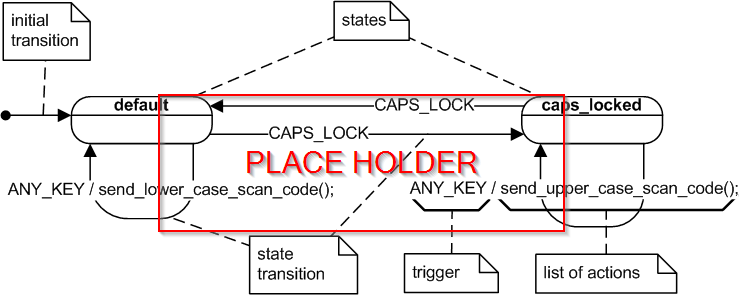 initial
transition
states
default
caps_locked
CAPS_LOCK
CAPS_LOCK
PLACE HOLDER
ANY_KEY / send_lower_case_scan_code();
ANY_KEY / send_upper_case_scan_code();
state
transition
trigger
list of actions